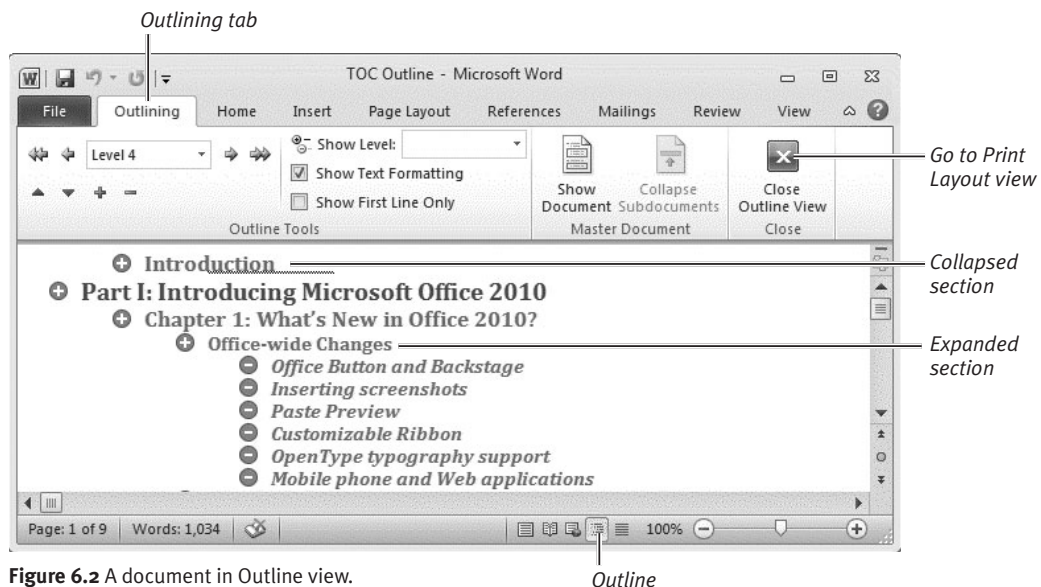 Outlining tab
TOC Outline - Microsoft Word
File Outlining Home Insert Page Layout References Mailings Review View
Level 4
Show Level:
Show Text Formatting
Show First Line Only
Outline Tools
Show Document
Collapse Subdocuments
Master Document
Close Outline View
Close
Go to Print Layout view
Introduction
Collapsed section
Part I: Introducing Microsoft Office 2010
Chapter 1: What's New in Office 2010?
Office-wide Changes
Expanded section
Office Button and Backstage
Inserting screenshots
Paste Preview
Customizable Ribbon
OpenType typography support
Mobile phone and Web applications
Page: 1 of 9 Words: 1,034 100%
Figure 6.2 A document in Outline view.
Outline